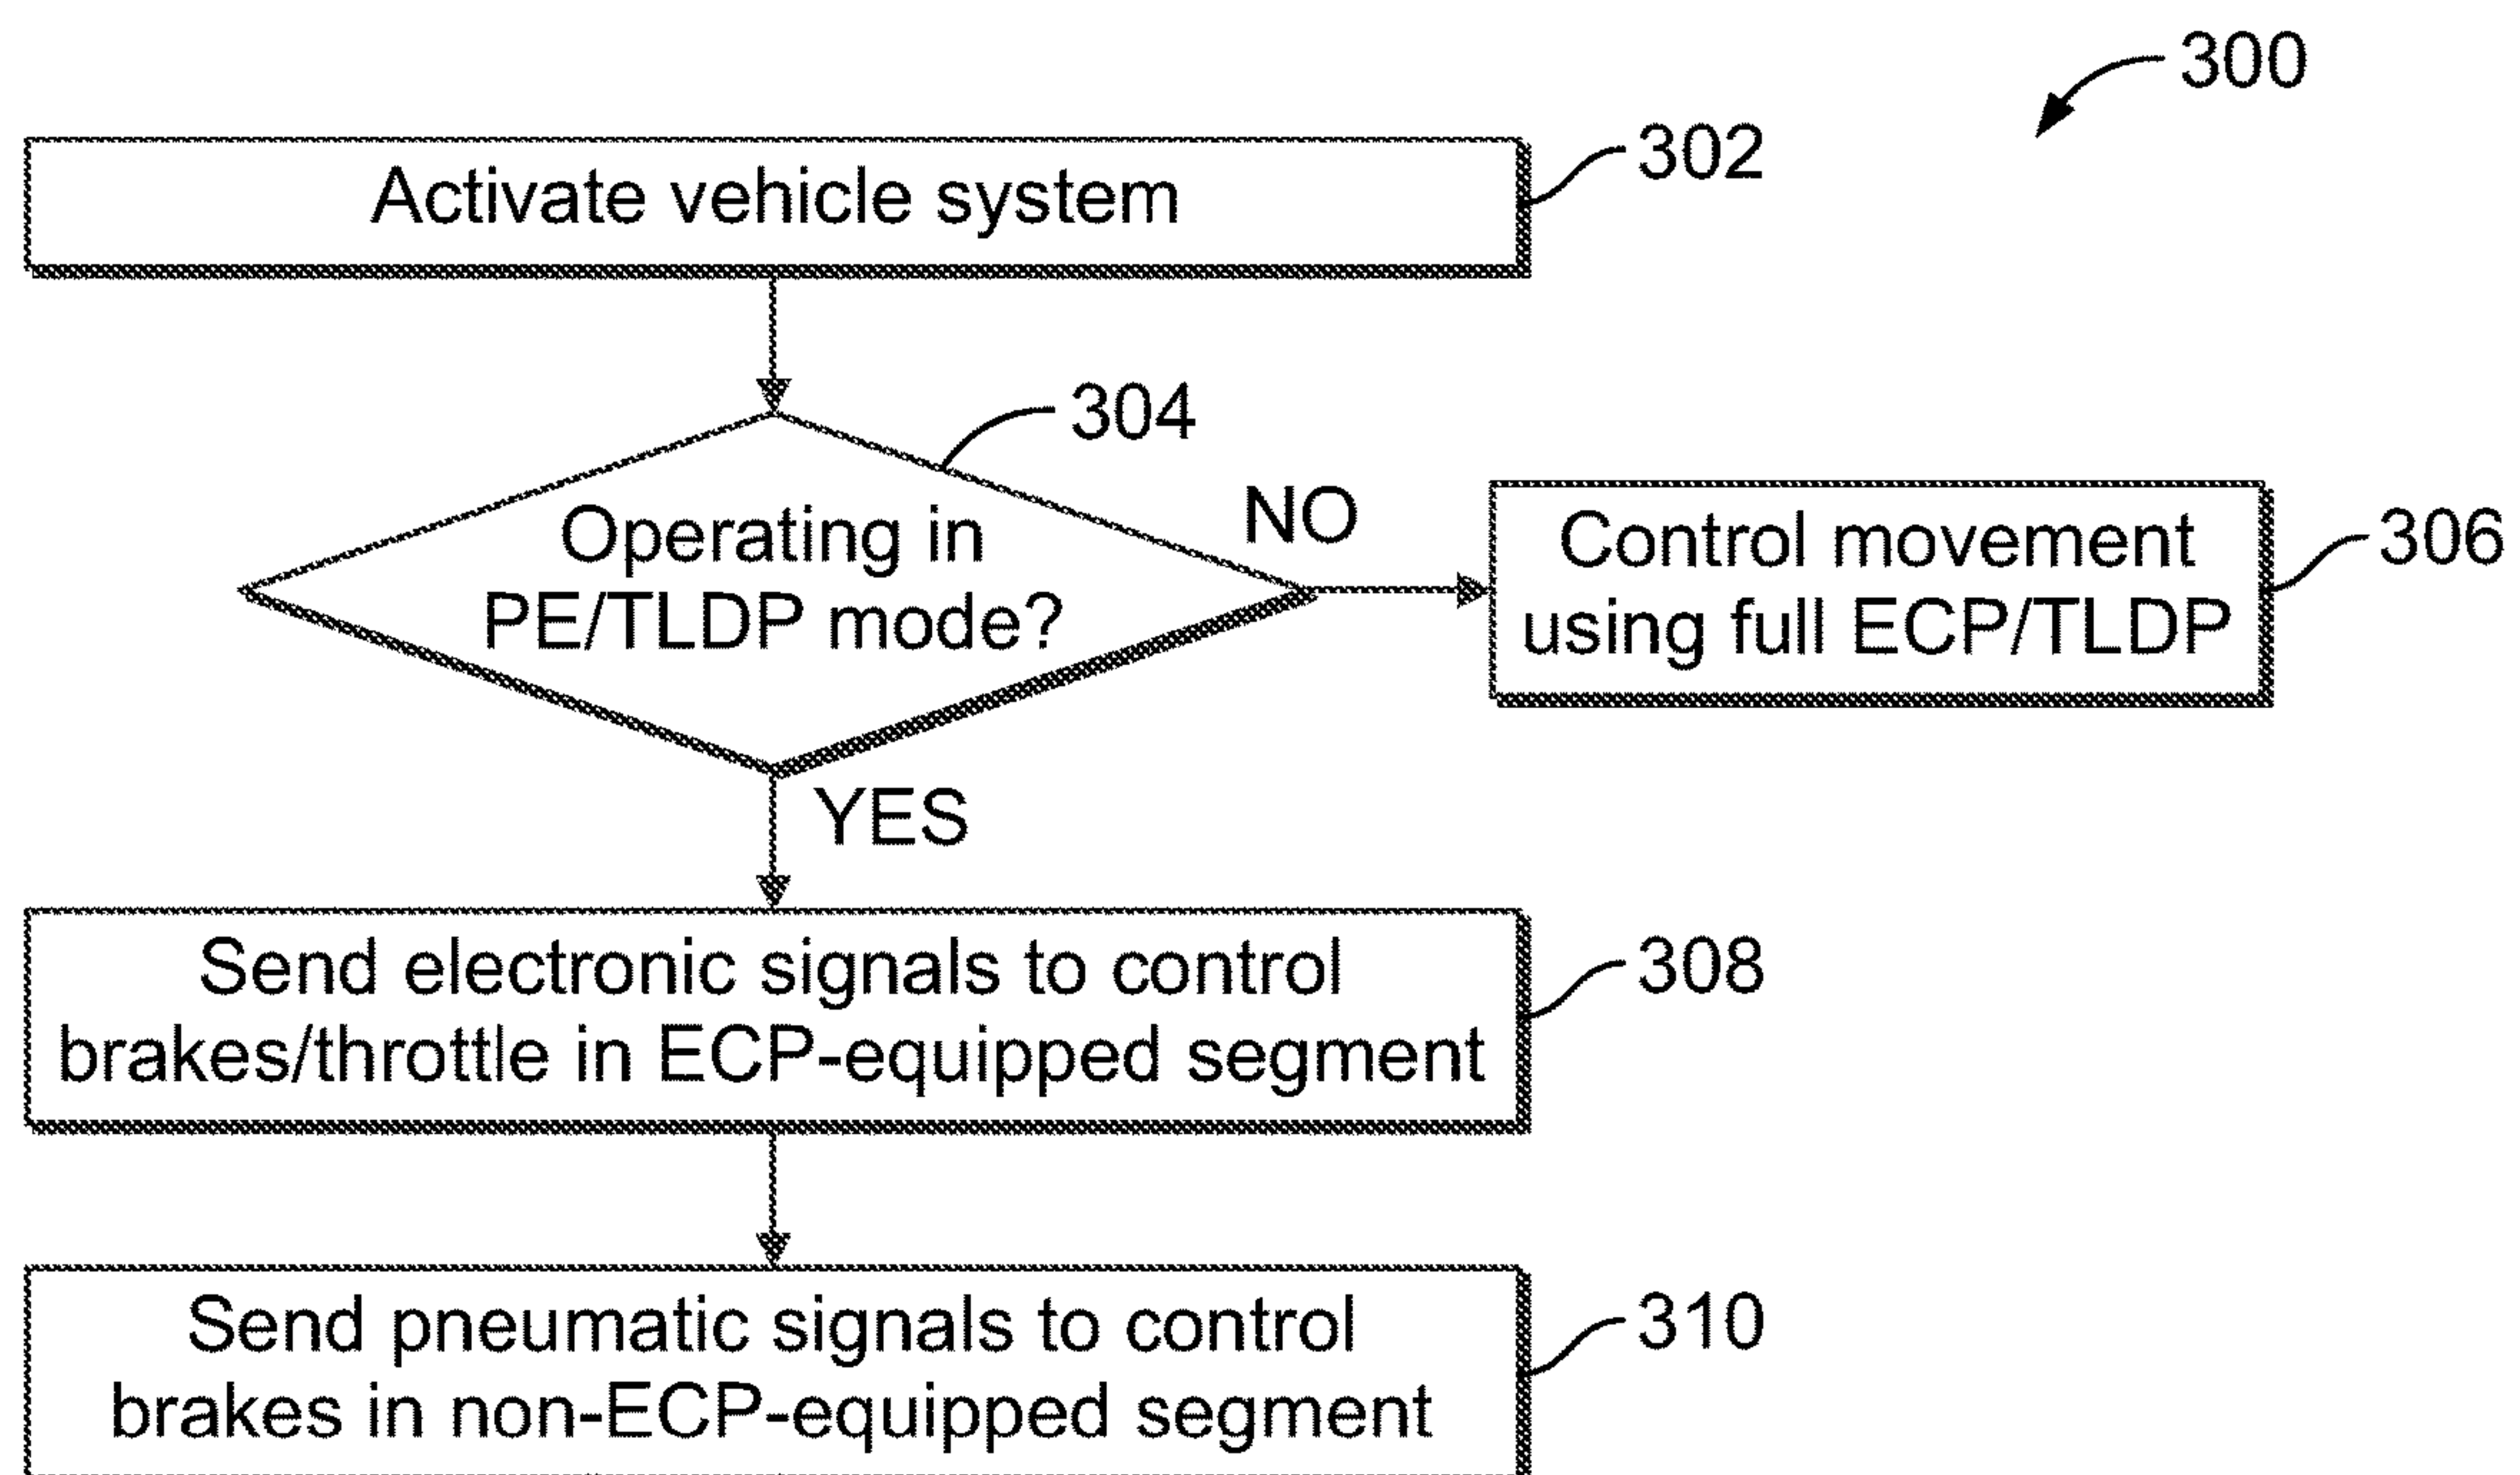 300
Activate vehicle system
302
304
Operating in
PE/TLDP mode?
NO
Control movement
using full ECP/TLDP
306
YES
Send electronic signals to control
brakes/throttle in ECP-equipped segment
308
Send pneumatic signals to control
brakes in non-ECP-equipped segment
310